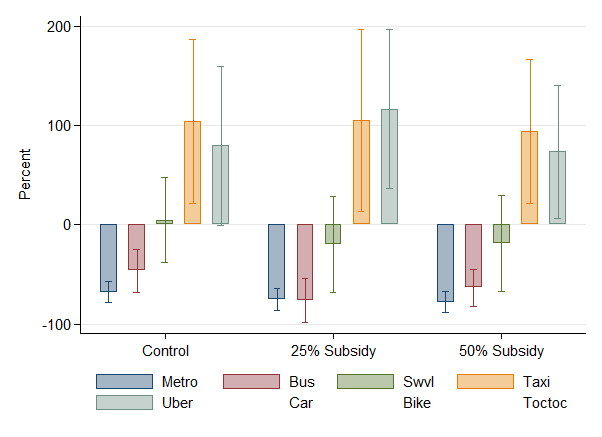 200
100
0
-100
Percent
Control 25% Subsidy 50% Subsidy
Metro Bus Swvl Taxi
Uber Car Bike Toctoc